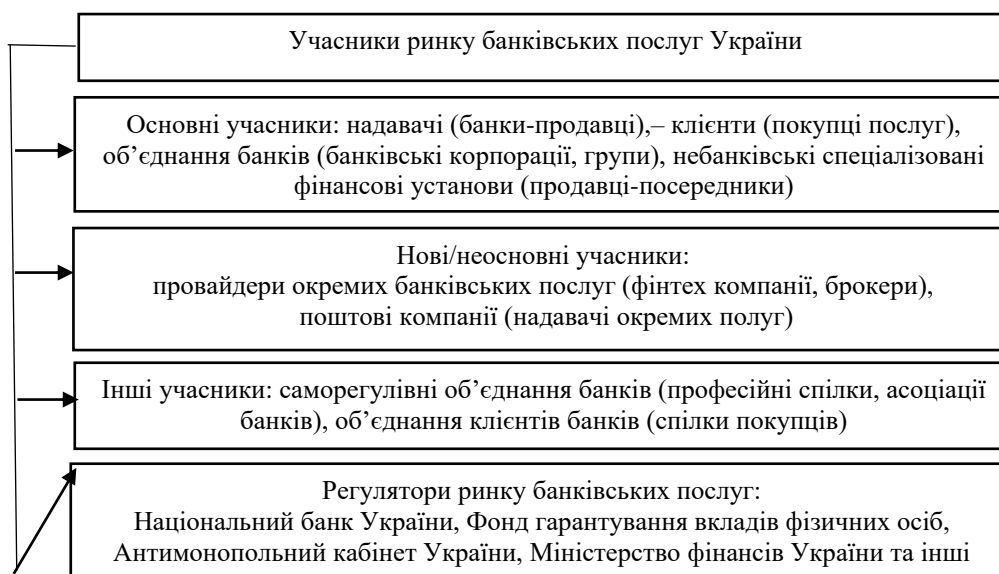 Учасники ринку банківських послуг України
Основні учасники: надавачі (банки-продавці),– клієнти (покупці послуг),
об’єднання банків (банківські корпорації, групи), небанківські спеціалізовані
фінансові установи (продавці-посередники)
Нові/неосновні учасники:
провайдери окремих банківських послуг (фінтех компанії, брокери),
поштові компанії (надавачі окремих полуг)
Інші учасники: саморегулівні об’єднання банків (професійні спілки, асоціації
банків), об’єднання клієнтів банків (спілки покупців)
Регулятори ринку банківських послуг:
Національний банк України, Фонд гарантування вкладів фізичних осіб,
Антимонопольний кабінет України, Міністерство фінансів України та інші